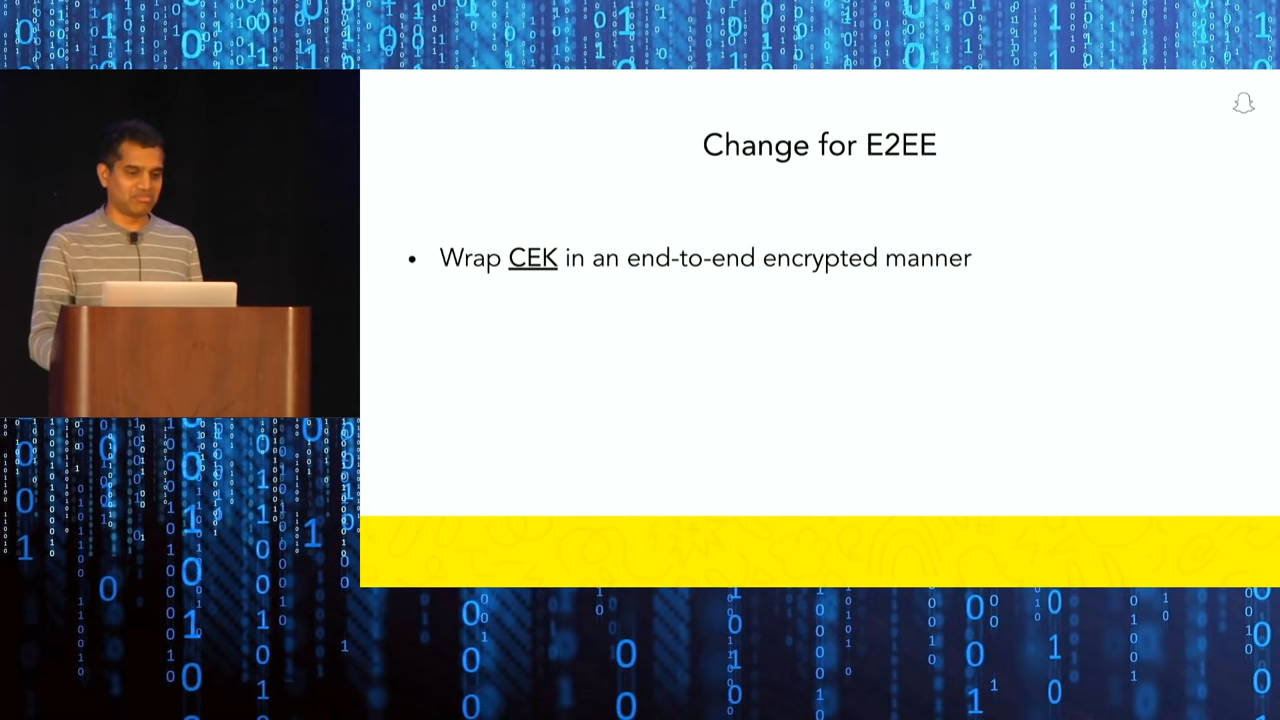 Change for E2EE
• Wrap CEK in an end-to-end encrypted manner